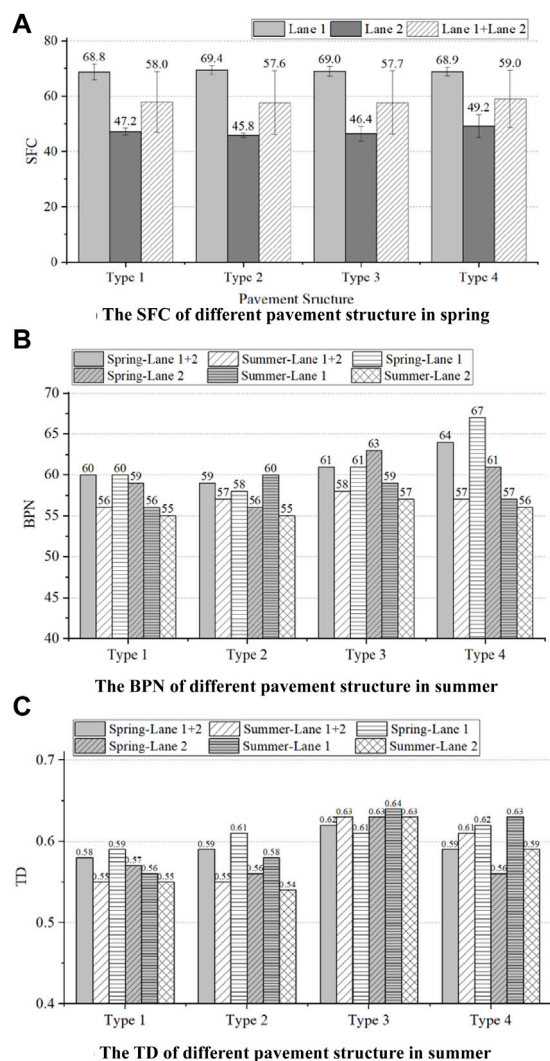 A
Lane 1 Lane 2 Lane 1+Lane 2
80
60
40
20
0
SFC
68.8 47.2 58.0
69.4 45.8 57.6
69.0 46.4 57.7
68.9 49.2 59.0
Type 1 Type 2 Type 3 Type 4
Pavement Sructure
The SFC of different pavement structure in spring
B
Spring-Lane 1+2 Summer-Lane 1+2 Spring-Lane 1
Spring-Lane 2 Summer-Lane 1 Summer-Lane 2
70
65
60
55
50
45
40
BPN
60 56 60 59 56 55
59 57 58 56 60 55
61 58 61 63 59 57
64 57 67 61 57 56
Type 1 Type 2 Type 3 Type 4
The BPN of different pavement structure in summer
C
Spring-Lane 1+2 Summer-Lane 1+2 Spring-Lane 1
Spring-Lane 2 Summer-Lane 1 Summer-Lane 2
0.7
0.6
0.5
0.4
TD
0.58 0.55 0.59 0.57 0.56 0.55
0.59 0.55 0.61 0.56 0.58 0.54
0.62 0.63 0.61 0.63 0.64 0.63
0.59 0.61 0.62 0.56 0.63 0.59
Type 1 Type 2 Type 3 Type 4
The TD of different pavement structure in summer